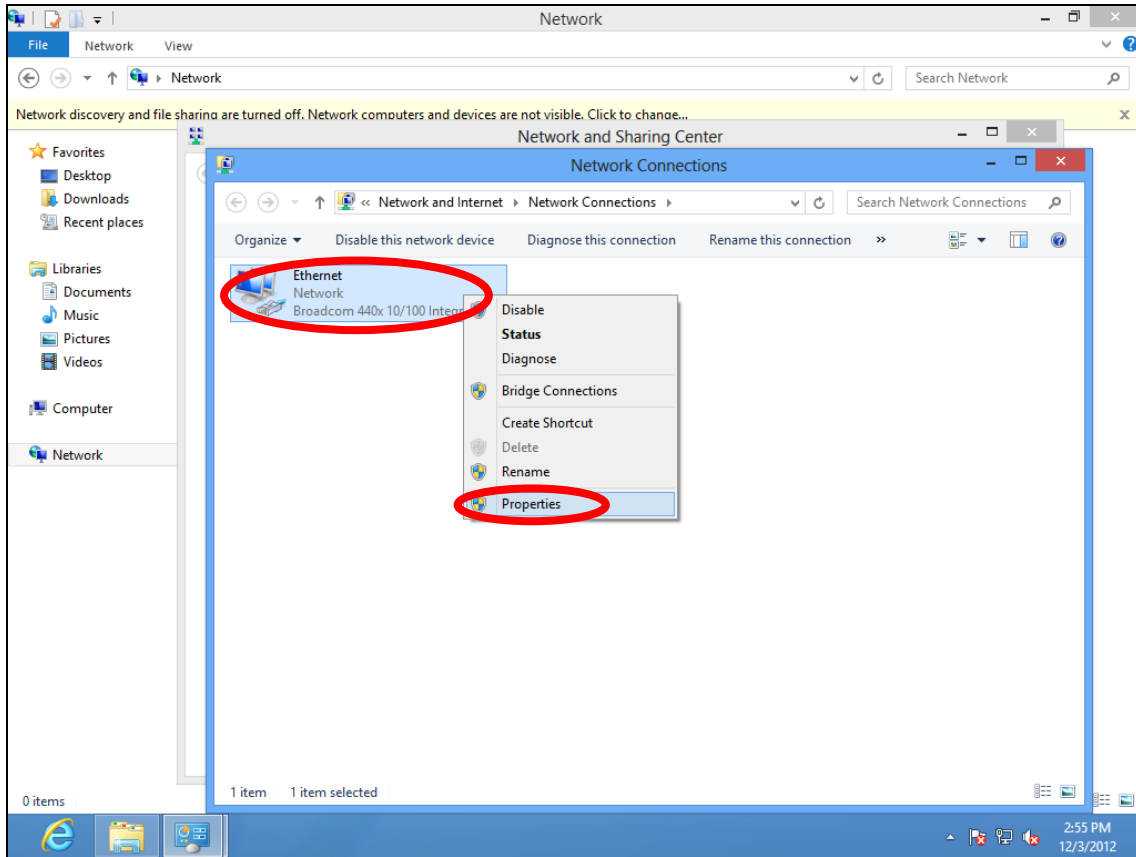 Network
File Network View
Network
Search Network
Network discovery and file sharing are turned off. Network computers and devices are not visible. Click to change...
Favorites
Desktop
Downloads
Recent places
Libraries
Documents
Music
Pictures
Videos
Computer
Network
0 items
Network and Sharing Center
Network Connections
« Network and Internet Network Connections
Search Network Connections
Organize Disable this network device Diagnose this connection Rename this connection »
Ethernet
Network
Broadcom 440x 10/100
Disable
Status
Diagnose
Bridge Connections
Create Shortcut
Delete
Rename
Properties
1 item 1 item selected
2:55 PM
12/3/2012